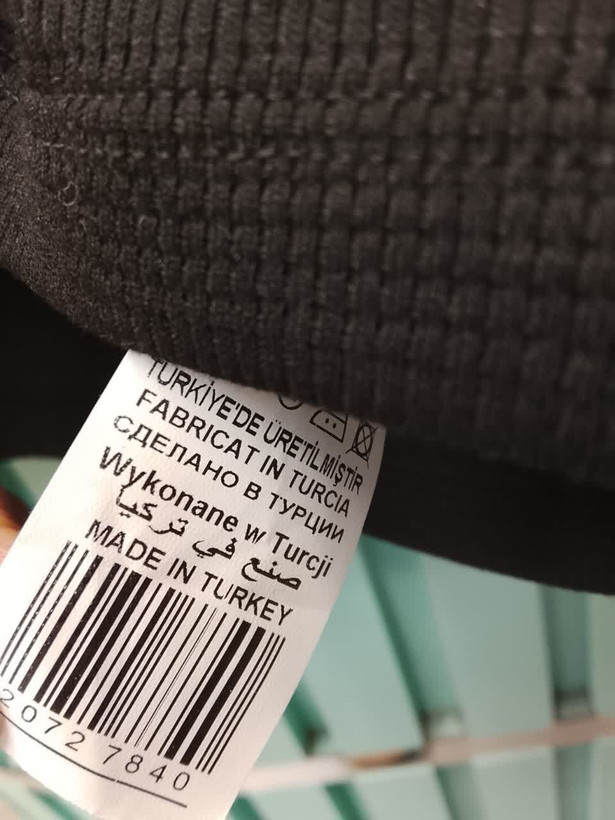 TÜRKİYE'DE ÜRETİLMİŞTİR
FABRICAT IN TURCIA
СДЕЛАНО В ТУРЦИИ
Wykonane w Turcji
صنع في تركيا
MADE IN TURKEY
2072 7840